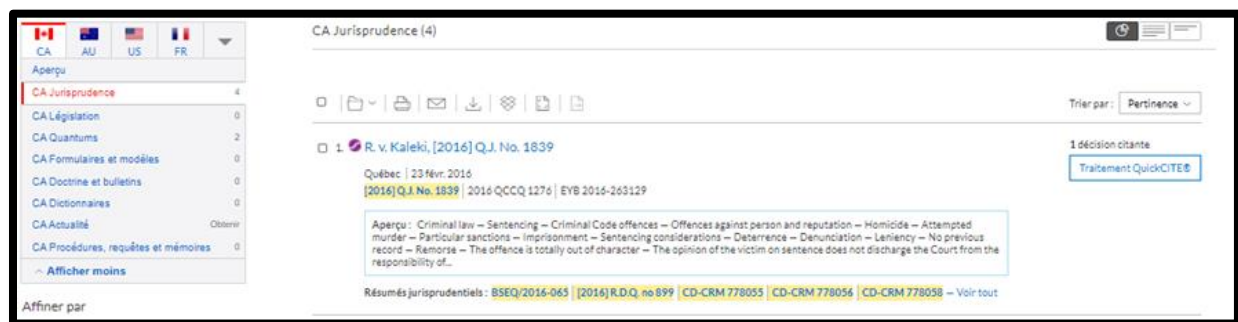 CA AU US FR
Aperçu
CA Jurisprudence 4
CA Législation 0
CA Quantums 2
CA Formulaires et modèles 0
CA Doctrine et bulletins 0
CA Dictionnaires 0
CA Actualité Obtenir
CA Procédures, requêtes et mémoires 0
Afficher moins
Affiner par
CA Jurisprudence (4)
Trier par : Pertinence
1. R. v. Kaleki, [2016] Q.J. No. 1839
Québec | 23 févr. 2016
[2016] Q.J. No. 1839 | 2016 QCCQ 1276 | EYB 2016-263129
Aperçu : Criminal law — Sentencing — Criminal Code offences — Offences against person and reputation — Homicide — Attempted
murder — Particular sanctions — Imprisonment — Sentencing considerations — Deterrence — Denunciation — Leniency — No previous
record — Remorse — The offence is totally out of character — The opinion of the victim on sentence does not discharge the Court from the
responsibility of...
Résumés jurisprudentiels : BSEQ/2016-065 | [2016] R.D.Q. no 899 | CD-CRM 778055 | CD-CRM 778056 | CD-CRM 778058 — Voir tout
1 décision citante
Traitement QuickCITE®